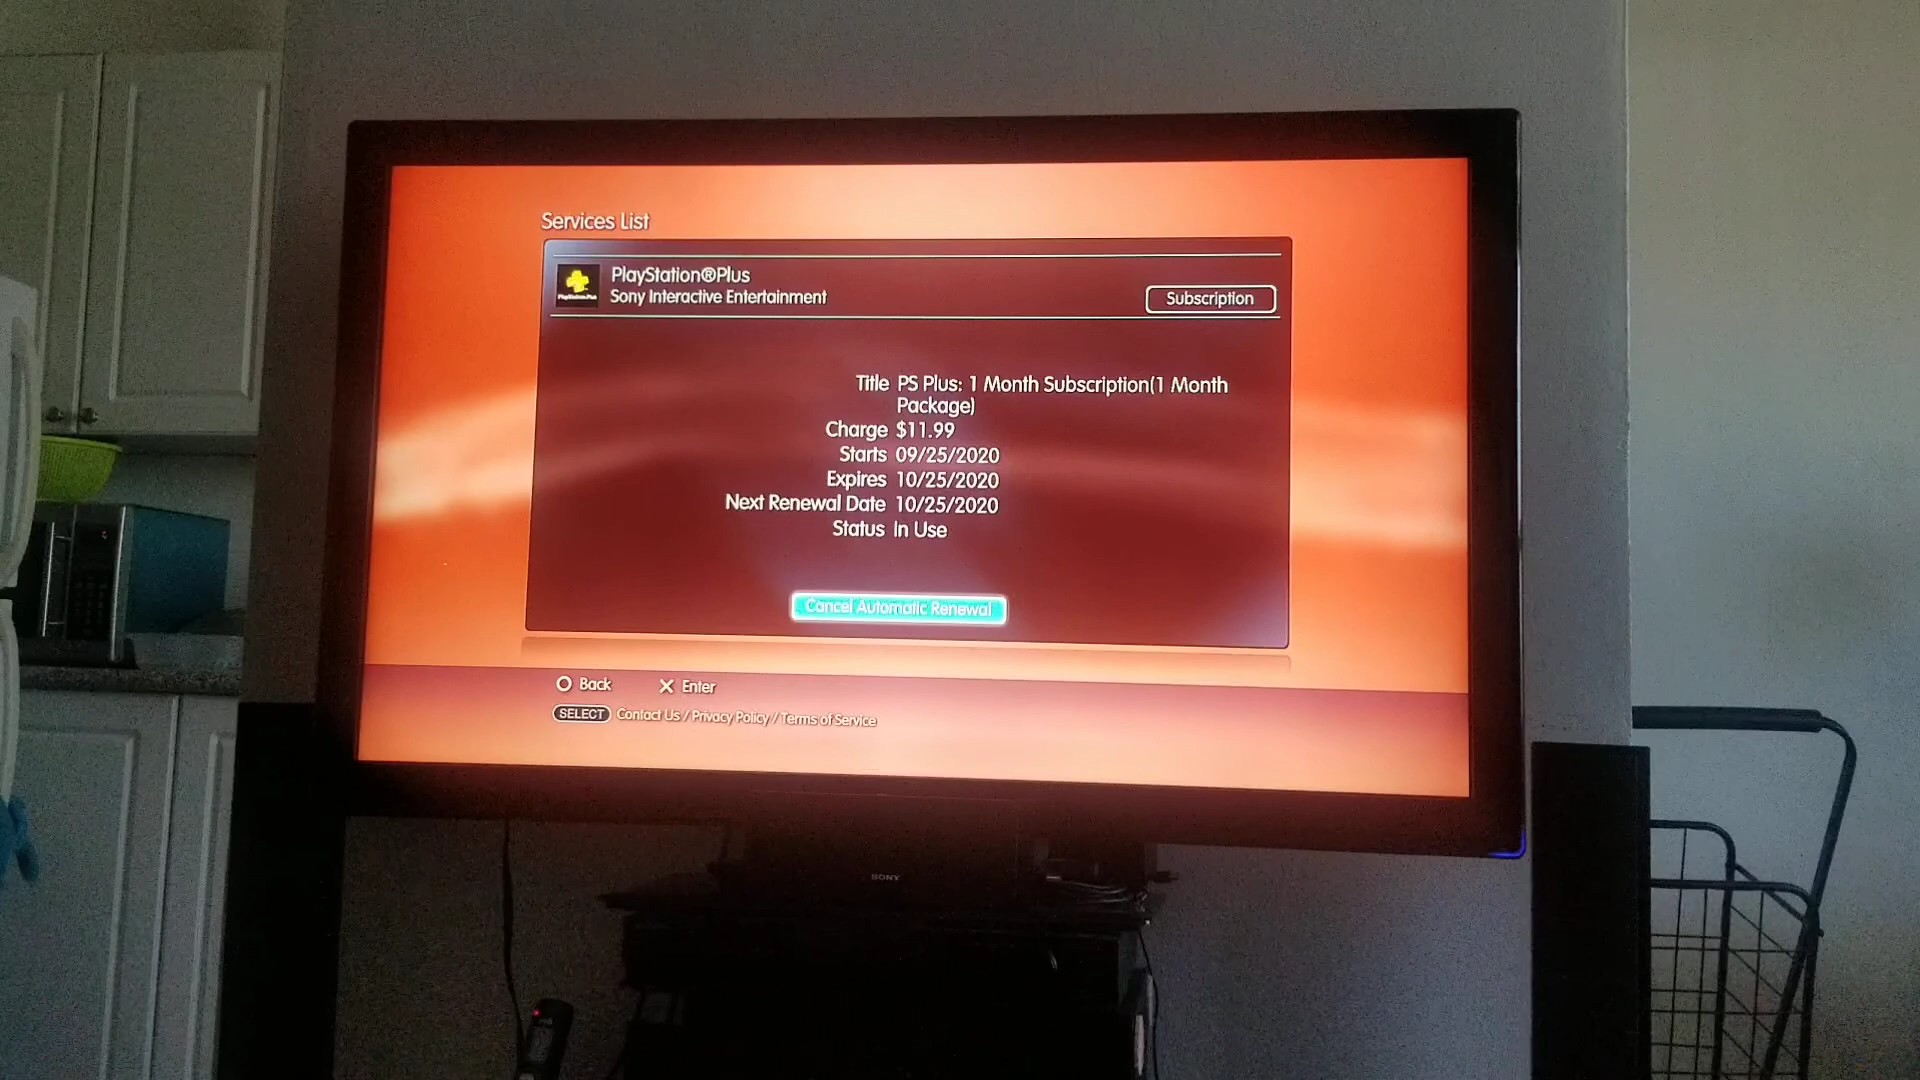 Services List
PlayStation®Plus
Sony Interactive Entertainment
Subscription
Title PS Plus: 1 Month Subscription(1 Month
Package)
Charge $11.99
Starts 09/25/2020
Expires 10/25/2020
Next Renewal Date 10/25/2020
Status In Use
Cancel Automatic Renewal
Back
Enter
SELECT Contact Us / Privacy Policy / Terms of Service
SONY